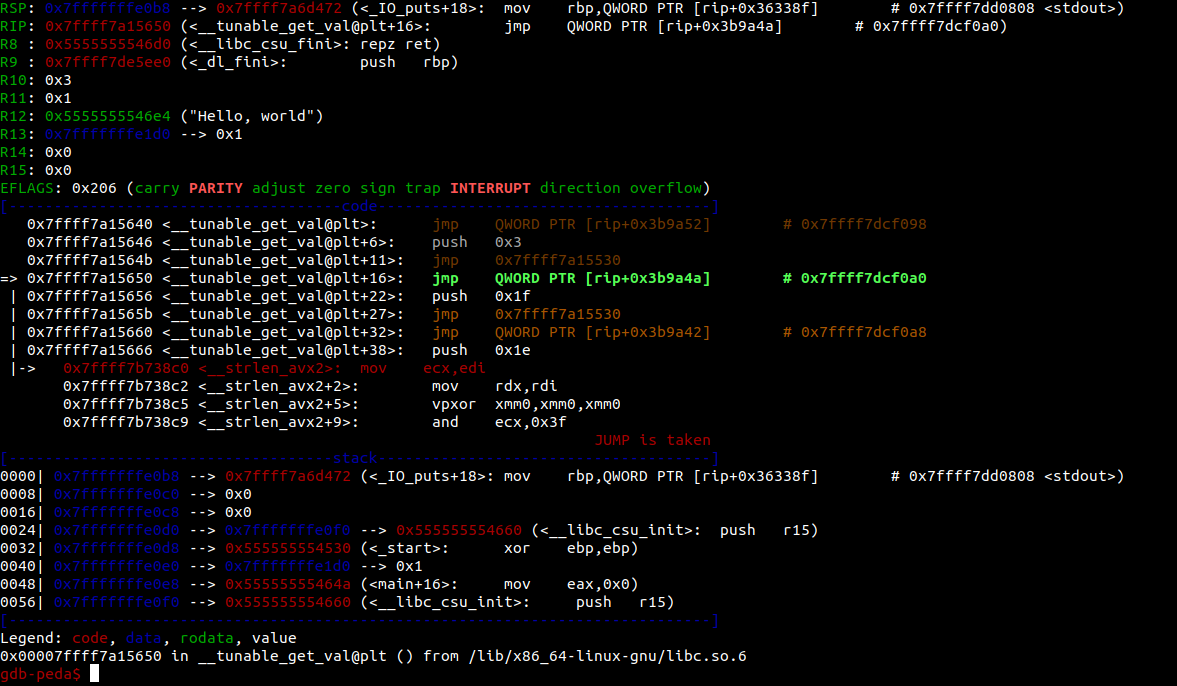 RSP: 0x7fffffffe0b8 --> 0x7ffff7a6d472 (<_IO_puts+18>: mov    rbp,QWORD PTR [rip+0x36338f]        # 0x7ffff7dd0808 <stdout>)
RIP: 0x7ffff7a15650 (<__tunable_get_val@plt+16>:        jmp    QWORD PTR [rip+0x3b9a4a]        # 0x7ffff7dcf0a0)
R8 : 0x5555555546d0 (<__libc_csu_fini>: repz ret)
R9 : 0x7ffff7de5ee0 (<_dl_fini>:        push   rbp)
R10: 0x3
R11: 0x1
R12: 0x5555555546e4 ("Hello, world")
R13: 0x7fffffffe1d0 --> 0x1
R14: 0x0
R15: 0x0
EFLAGS: 0x206 (carry PARITY adjust zero sign trap INTERRUPT direction overflow)
[-------------------------------------code-------------------------------------]
   0x7ffff7a15640 <__tunable_get_val@plt>:      jmp    QWORD PTR [rip+0x3b9a52]        # 0x7ffff7dcf098
   0x7ffff7a15646 <__tunable_get_val@plt+6>:    push   0x3
   0x7ffff7a1564b <__tunable_get_val@plt+11>:   jmp    0x7ffff7a15530
=> 0x7ffff7a15650 <__tunable_get_val@plt+16>:   jmp    QWORD PTR [rip+0x3b9a4a]        # 0x7ffff7dcf0a0
 | 0x7ffff7a15656 <__tunable_get_val@plt+22>:   push   0x1f
 | 0x7ffff7a1565b <__tunable_get_val@plt+27>:   jmp    0x7ffff7a15530
 | 0x7ffff7a15660 <__tunable_get_val@plt+32>:   jmp    QWORD PTR [rip+0x3b9a42]        # 0x7ffff7dcf0a8
 | 0x7ffff7a15666 <__tunable_get_val@plt+38>:   push   0x1e
 |->   0x7ffff7b738c0 <__strlen_avx2>:  mov    ecx,edi
       0x7ffff7b738c2 <__strlen_avx2+2>:        mov    rdx,rdi
       0x7ffff7b738c5 <__strlen_avx2+5>:        vpxor  xmm0,xmm0,xmm0
       0x7ffff7b738c9 <__strlen_avx2+9>:        and    ecx,0x3f
                                                                  JUMP is taken
[------------------------------------stack-------------------------------------]
0000| 0x7fffffffe0b8 --> 0x7ffff7a6d472 (<_IO_puts+18>: mov    rbp,QWORD PTR [rip+0x36338f]        # 0x7ffff7dd0808 <stdout>)
0008| 0x7fffffffe0c0 --> 0x0
0016| 0x7fffffffe0c8 --> 0x0
0024| 0x7fffffffe0d0 --> 0x7fffffffe0f0 --> 0x555555554660 (<__libc_csu_init>:  push   r15)
0032| 0x7fffffffe0d8 --> 0x555555554530 (<_start>:      xor    ebp,ebp)
0040| 0x7fffffffe0e0 --> 0x7fffffffe1d0 --> 0x1
0048| 0x7fffffffe0e8 --> 0x55555555464a (<main+16>:     mov    eax,0x0)
0056| 0x7fffffffe0f0 --> 0x555555554660 (<__libc_csu_init>:     push   r15)
[------------------------------------------------------------------------------]
Legend: code, data, rodata, value
0x00007ffff7a15650 in __tunable_get_val@plt () from /lib/x86_64-linux-gnu/libc.so.6
gdb-peda$